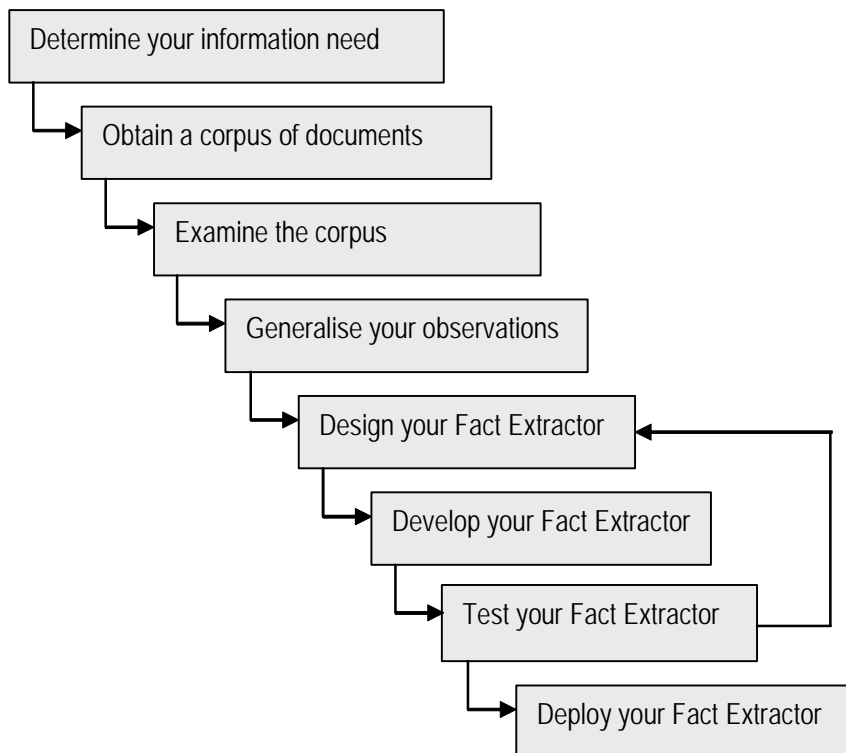 Determine your information need
Obtain a corpus of documents
Examine the corpus
Generalise your observations
Design your Fact Extractor
Develop your Fact Extractor
Test your Fact Extractor
Deploy your Fact Extractor